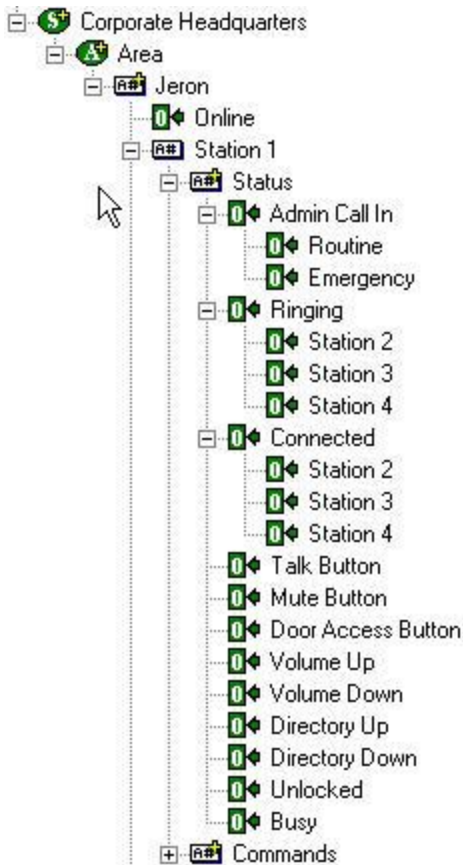 Corporate Headquarters
Area
Jeron
Online
Station 1
Status
Admin Call In
Routine
Emergency
Ringing
Station 2
Station 3
Station 4
Connected
Station 2
Station 3
Station 4
Talk Button
Mute Button
Door Access Button
Volume Up
Volume Down
Directory Up
Directory Down
Unlocked
Busy
Commands